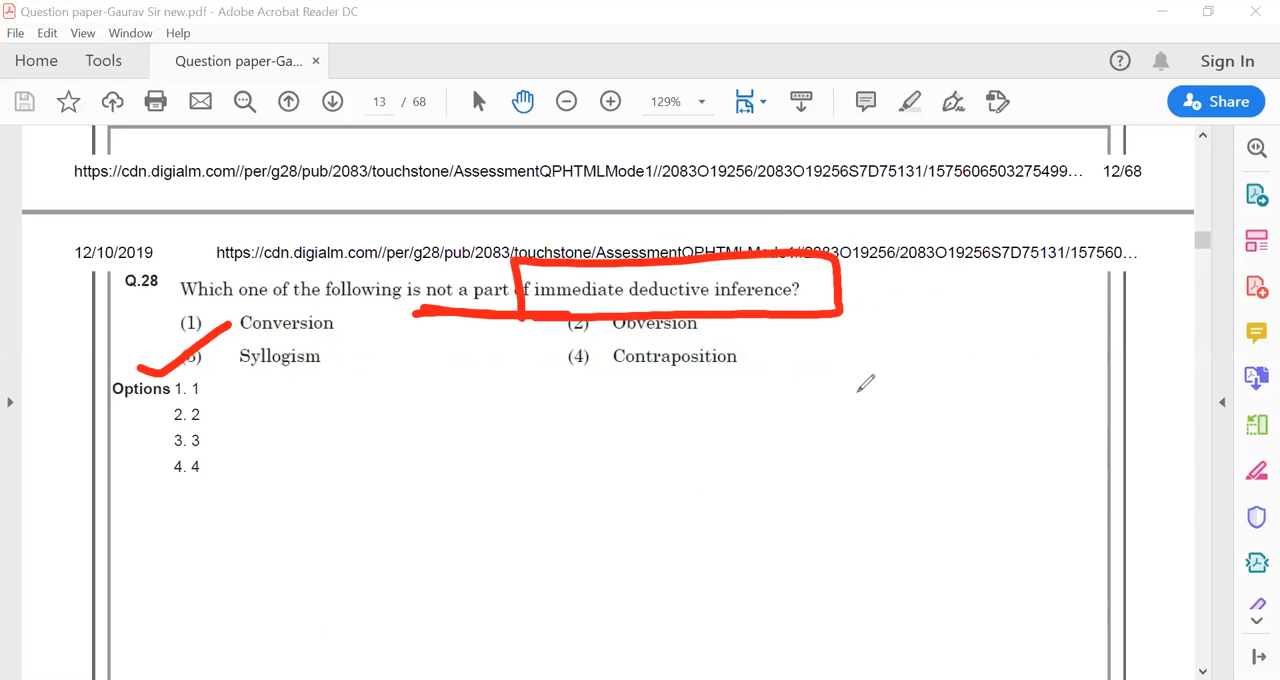 Question paper-Gaurav Sir new.pdf - Adobe Acrobat Reader DC
File Edit View Window Help
Home Tools Question paper-Ga... × Sign In
13 / 68 129% Share
https://cdn.digialm.com//per/g28/pub/2083/touchstone/AssessmentQPHTMLMode1//2083O19256/2083O19256S7D75131/1575606503275499... 12/68
12/10/2019 https://cdn.digialm.com//per/g28/pub/2083/touchstone/AssessmentQPHTMLMode1//2083O19256/2083O19256S7D75131/157560...
Q.28 Which one of the following is not a part of immediate deductive inference?
(1) Conversion (2) Obversion
(3) Syllogism (4) Contraposition
Options 1. 1
2. 2
3. 3
4. 4